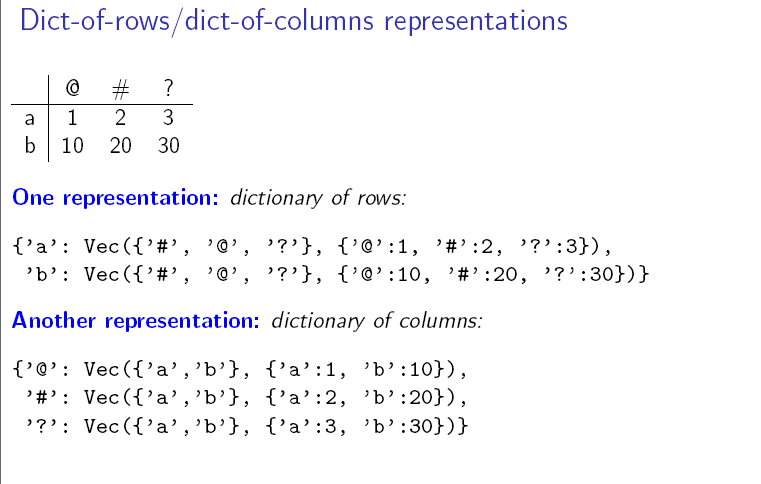 Dict-of-rows/dict-of-columns representations
@ # ?
a 1 2 3
b 10 20 30
One representation: dictionary of rows:
{'a': Vec({'#', '@', '?'}, {'@':1, '#':2, '?':3}),
'b': Vec({'#', '@', '?'}, {'@':10, '#':20, '?':30})}
Another representation: dictionary of columns:
{'@': Vec({'a','b'}, {'a':1, 'b':10}),
'#': Vec({'a','b'}, {'a':2, 'b':20}),
'?': Vec({'a','b'}, {'a':3, 'b':30})}